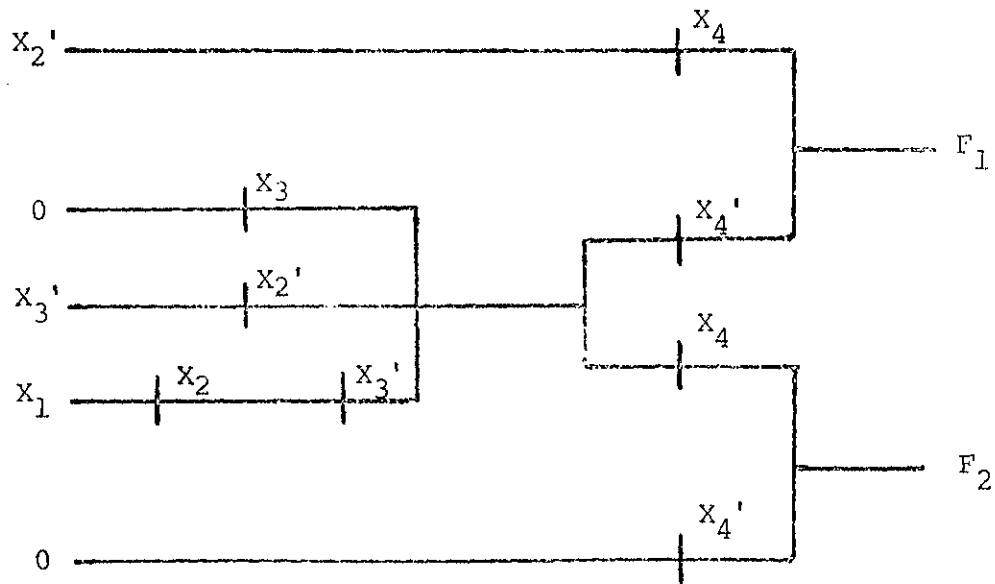 X₂' X₄
F₁
0 X₃
X₄'
X₃' X₂'
X₄
X₁ X₂ X₃'
F₂
0 X₄'